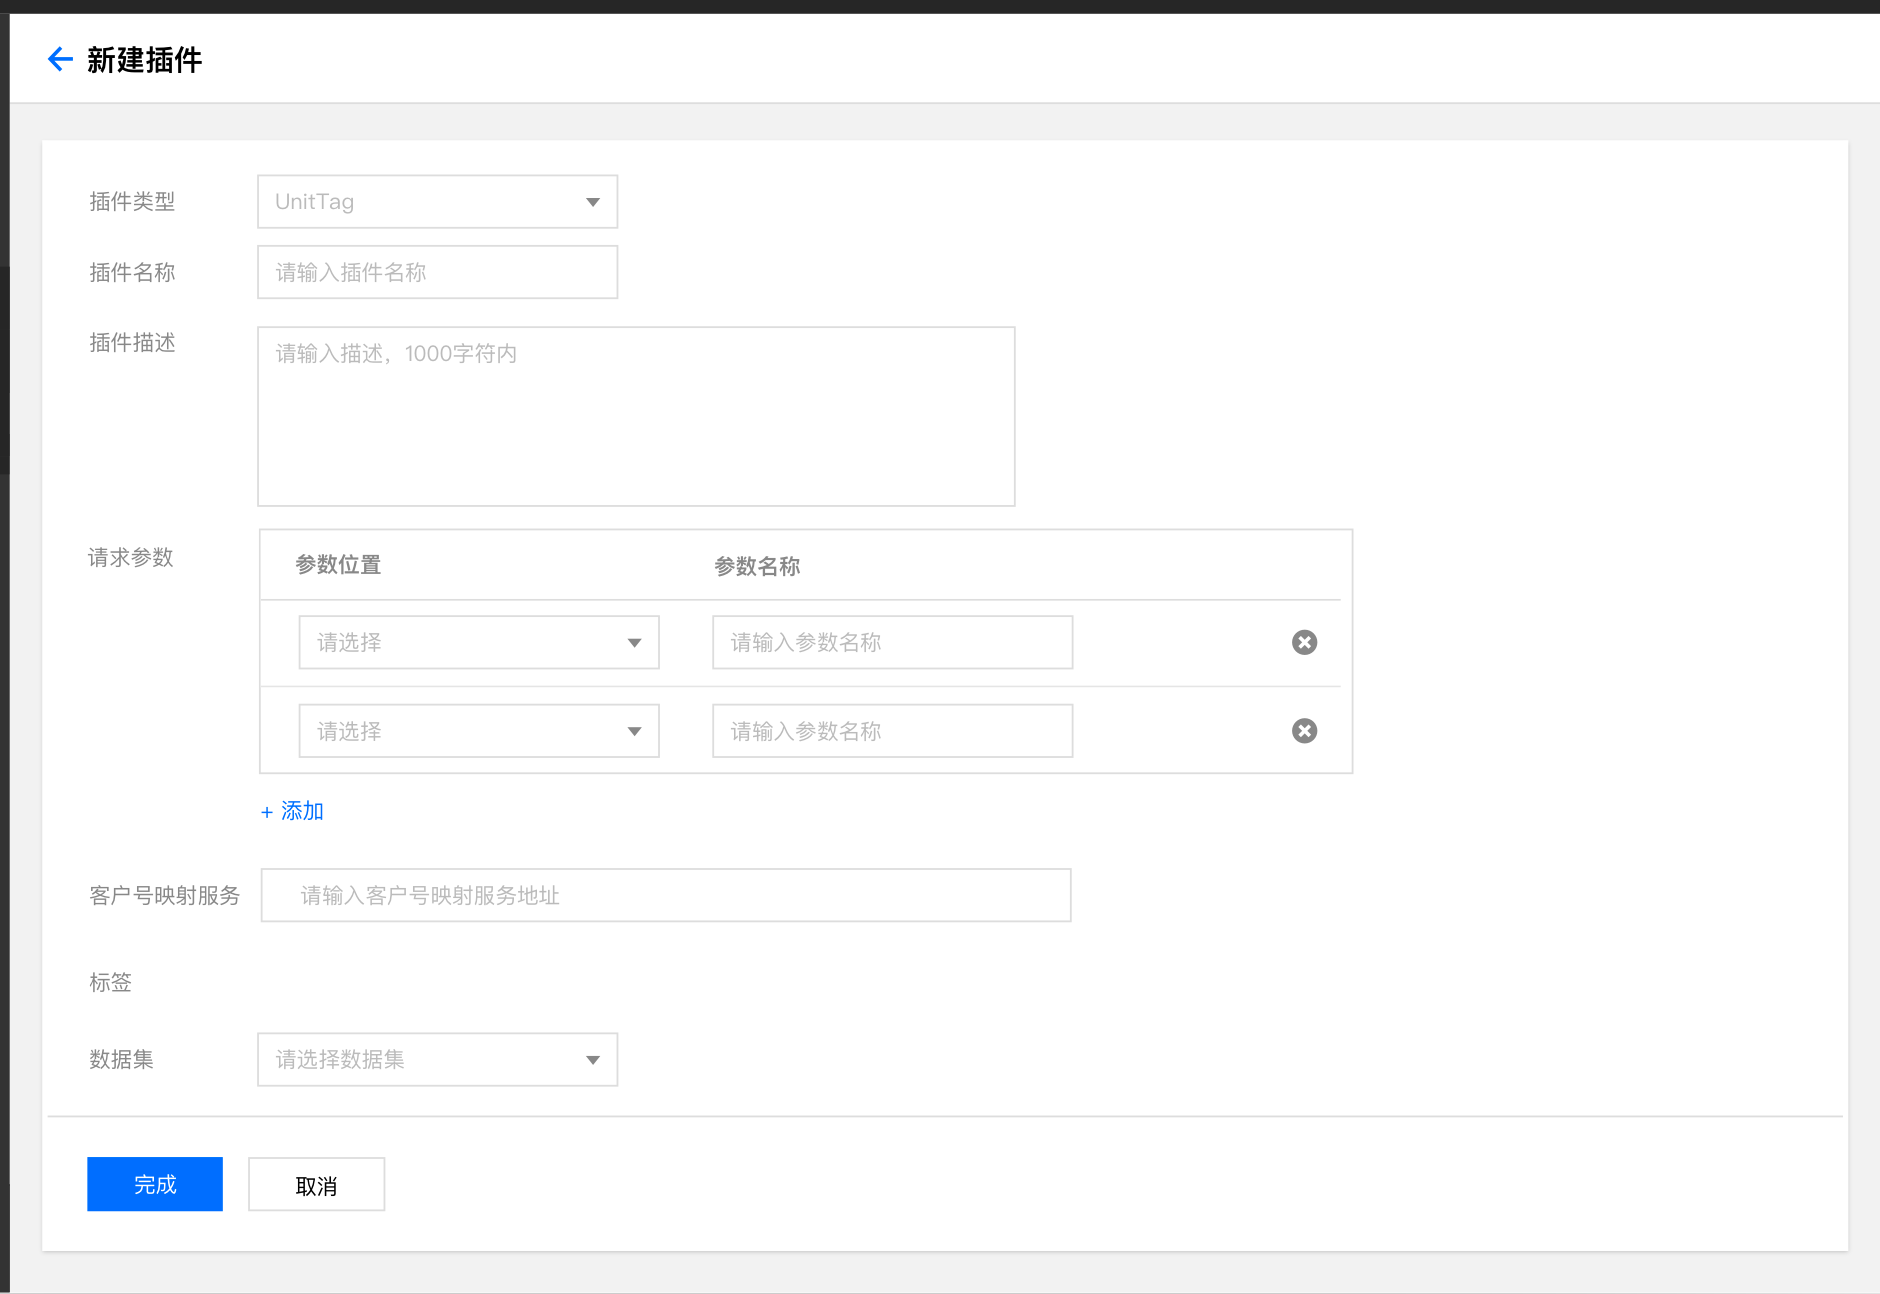 新建插件
插件类型 UnitTag
插件名称 请输入插件名称
插件描述 请输入描述，1000字符内
请求参数 参数位置 参数名称
请选择 请输入参数名称
请选择 请输入参数名称
+ 添加
客户号映射服务 请输入客户号映射服务地址
标签
数据集 请选择数据集
完成 取消